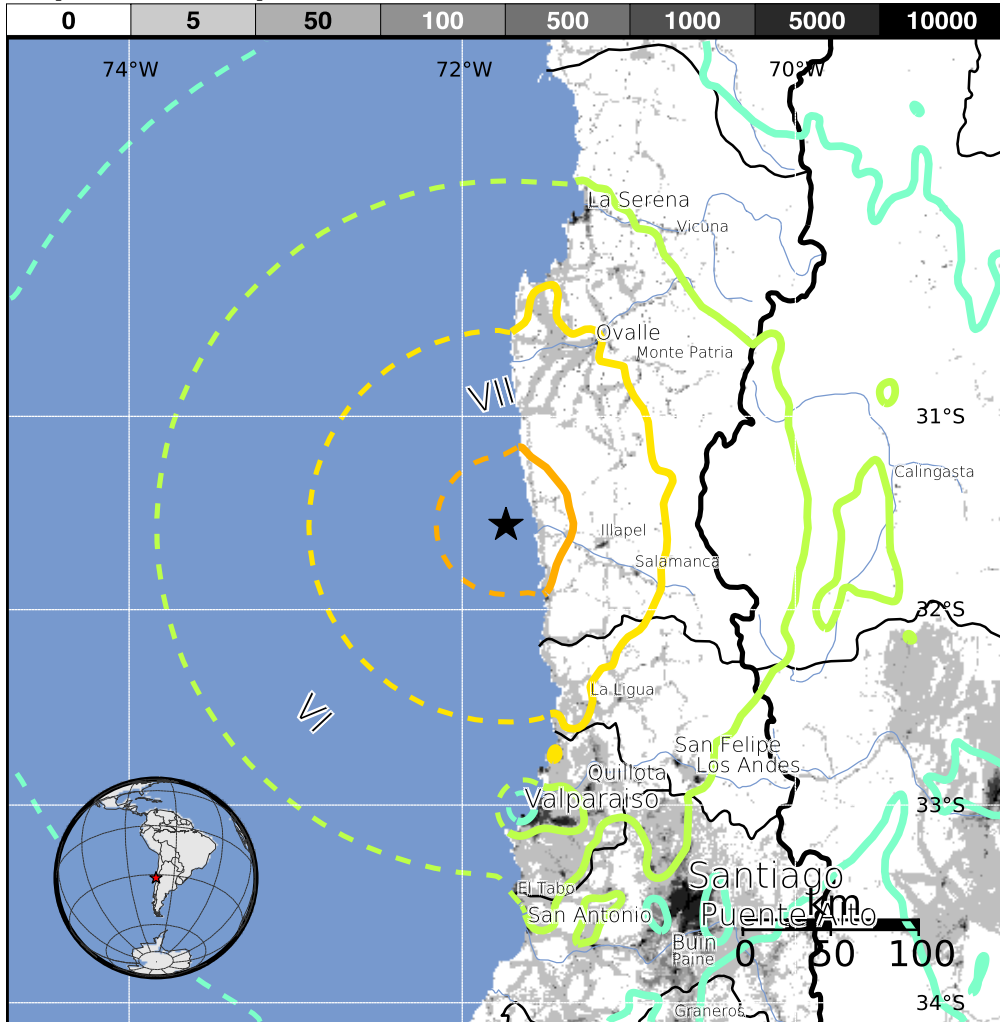 0 5 50 100 500 1000 5000 10000
74°W 72°W 70°W
La Serena
Vicuna
Ovalle
Monte Patria
VII
31°S
Calingasta
Illapel
Salamanca
32°S
La Ligua
VI
San Felipe
Los Andes
Quillota
Valparaiso
33°S
Santiago
El Tabo
km
San Antonio
Puente Alto
Buin
Paine
0 50 100
34°S
Graneros